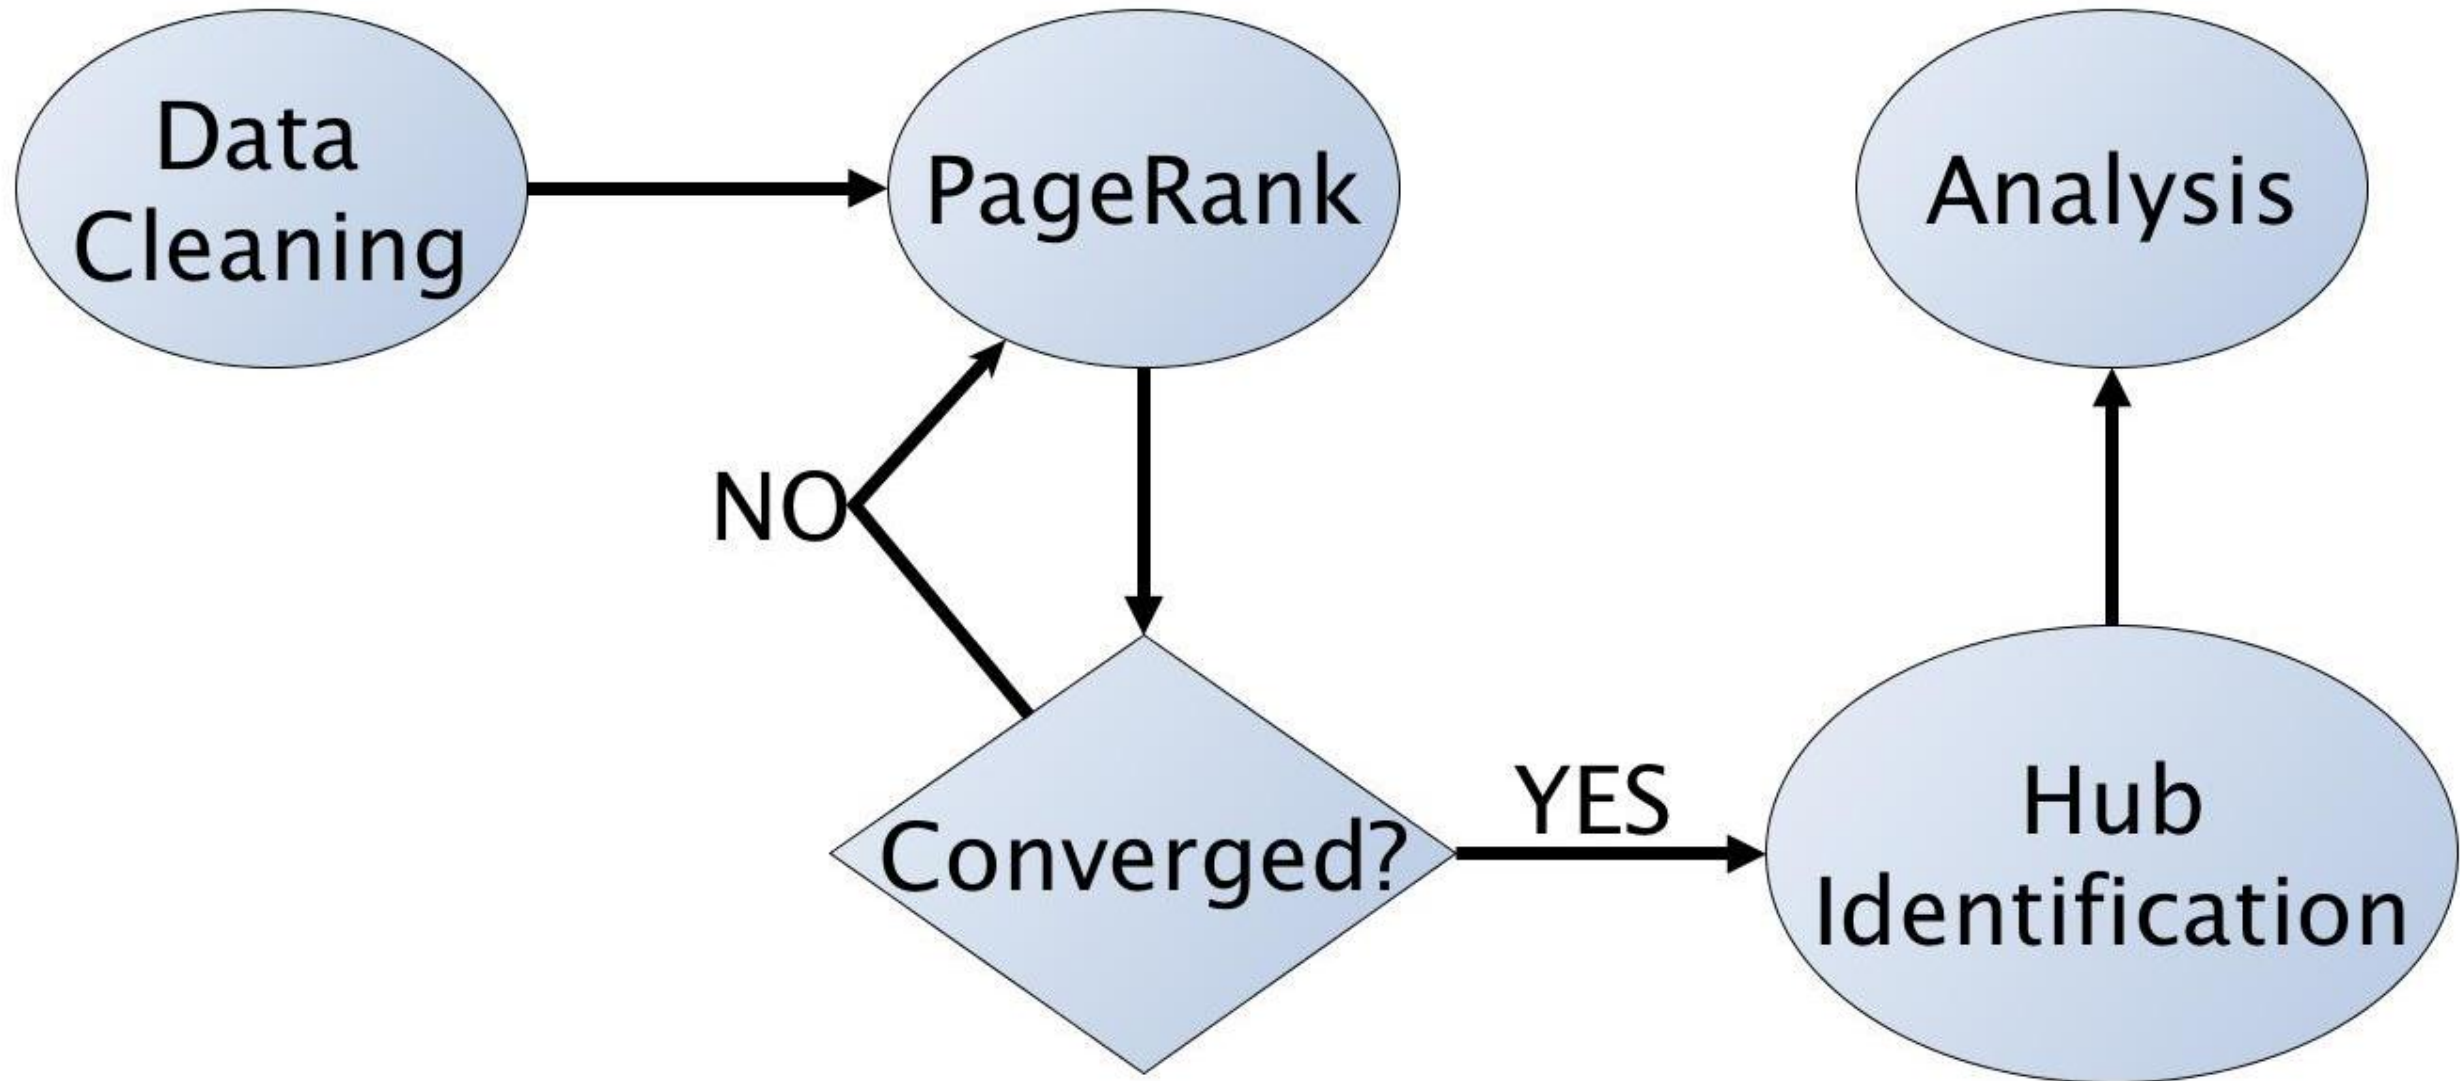 Data
Cleaning
PageRank
Analysis
NO
Converged?
YES
Hub
Identification